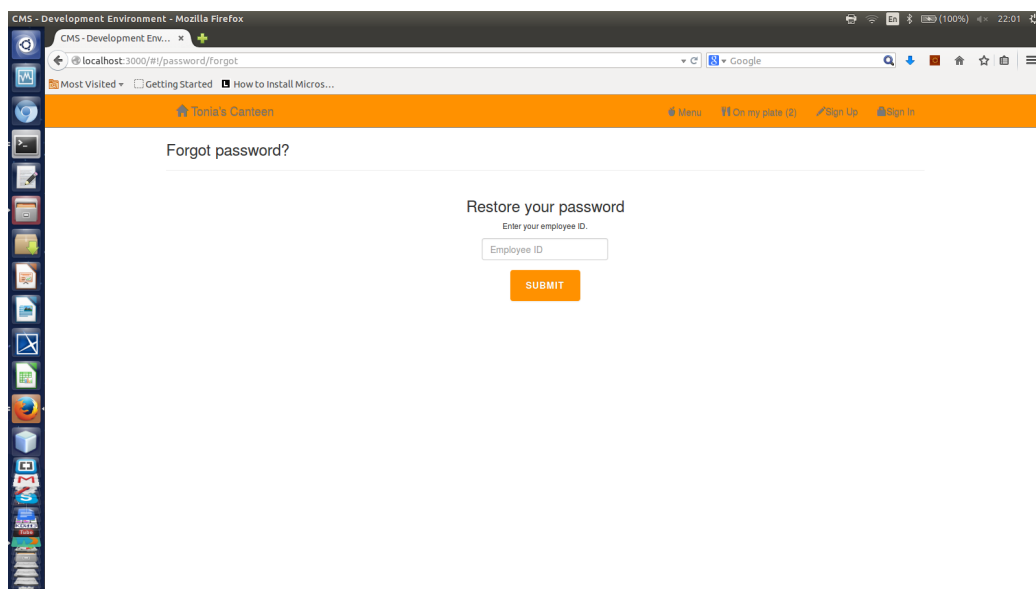 CMS - Development Environment - Mozilla Firefox
En (100%) 22:01
CMS - Development Env... ×
localhost:3000/#!/password/forgot
Google
Most Visited Getting Started How to Install Micros...
Tonia's Canteen Menu On my plate (2) Sign Up Sign In
Forgot password?
Restore your password
Enter your employee ID.
Employee ID
SUBMIT